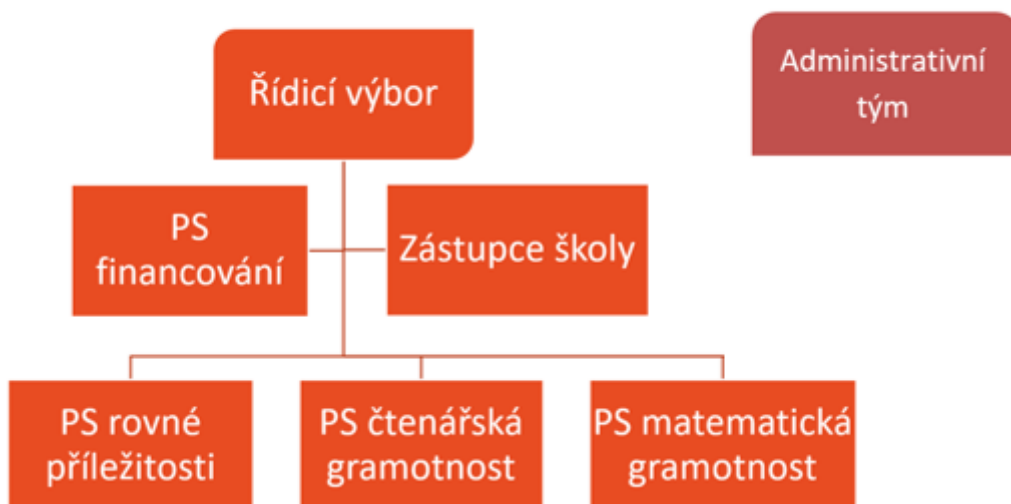 Řídicí výbor
Administrativní
tým
PS
financování
Zástupce školy
PS rovné
příležitosti
PS čtenářská
gramotnost
PS matematická
gramotnost